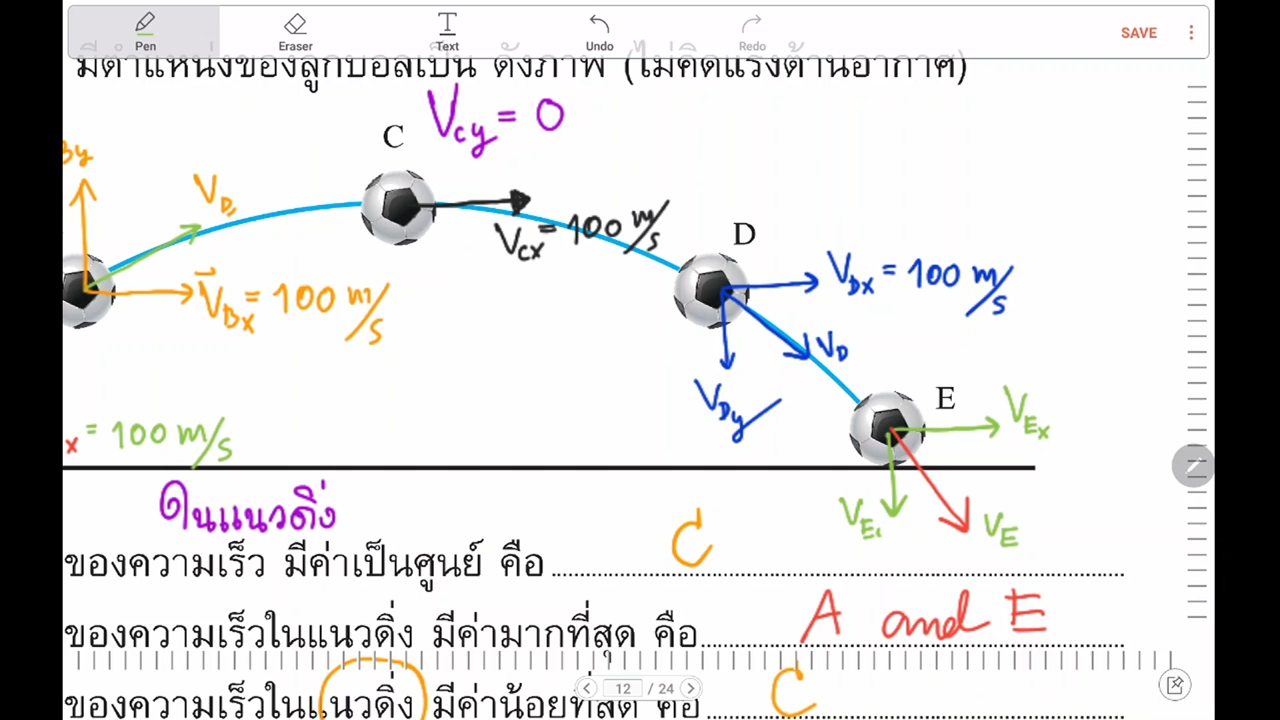 Pen Eraser Text Undo Redo SAVE
มีตำแหน่งของลูกบอลเป็น ดังภาพ (ไม่คิดแรงต้านอากาศ)
C
Vcy = 0
By
Vcx = 100 m/s
D
VBx = 100 m/s
VDx = 100 m/s
VD
VDy
E
VEx
x = 100 m/s
VE
ในแนวดิ่ง
ของความเร็ว มีค่าเป็นศูนย์ คือ C
ของความเร็วในแนวดิ่ง มีค่ามากที่สุด คือ A and E
ของความเร็วในแนวดิ่ง มีค่าน้อยที่สุด คือ C
12 / 24